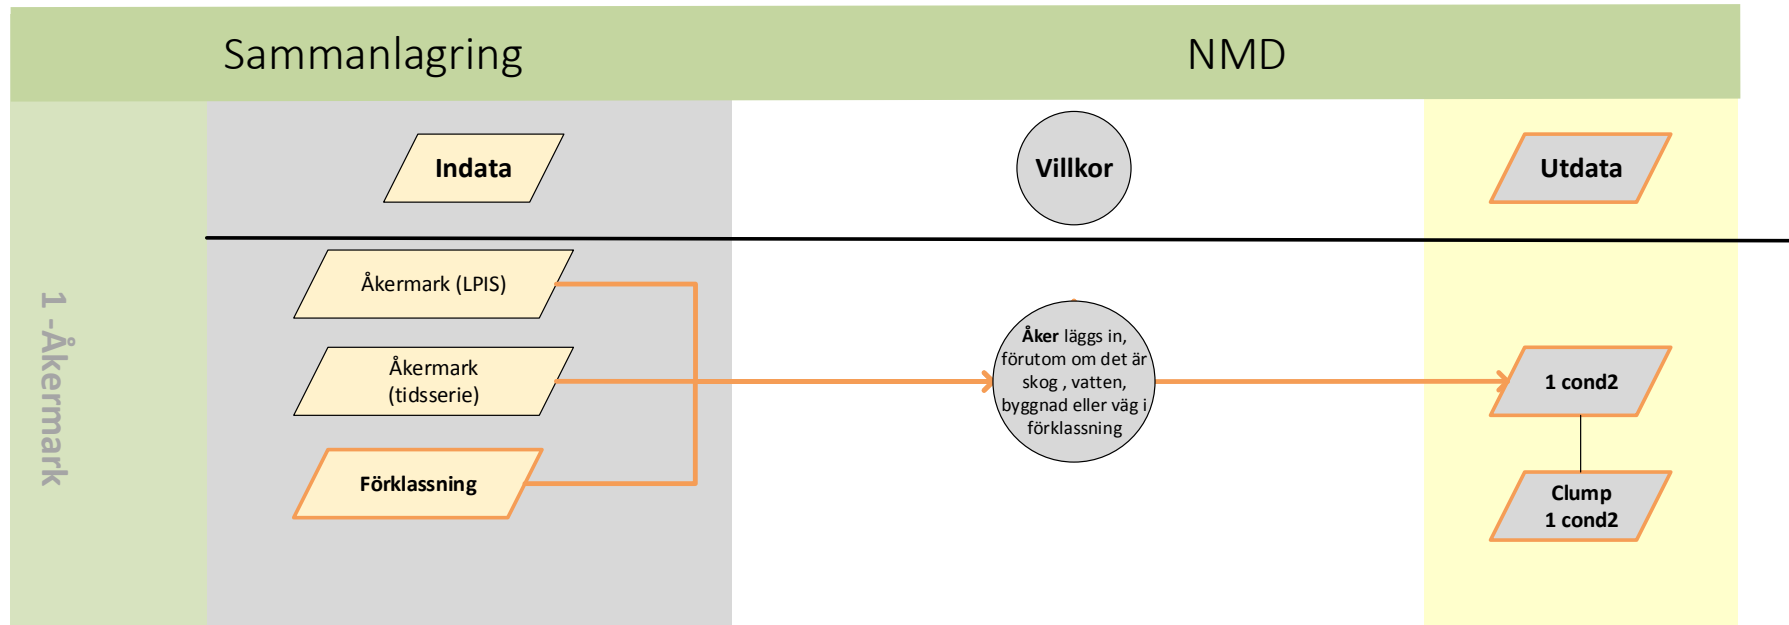 Sammanlagring
NMD
Indata
Villkor
Utdata
1 -Åkermark
Åkermark (LPIS)
Åkermark
(tidsserie)
Förklassning
Åker läggs in,
förutom om det är
skog , vatten,
byggnad eller väg i
förklassning
1 cond2
Clump
1 cond2